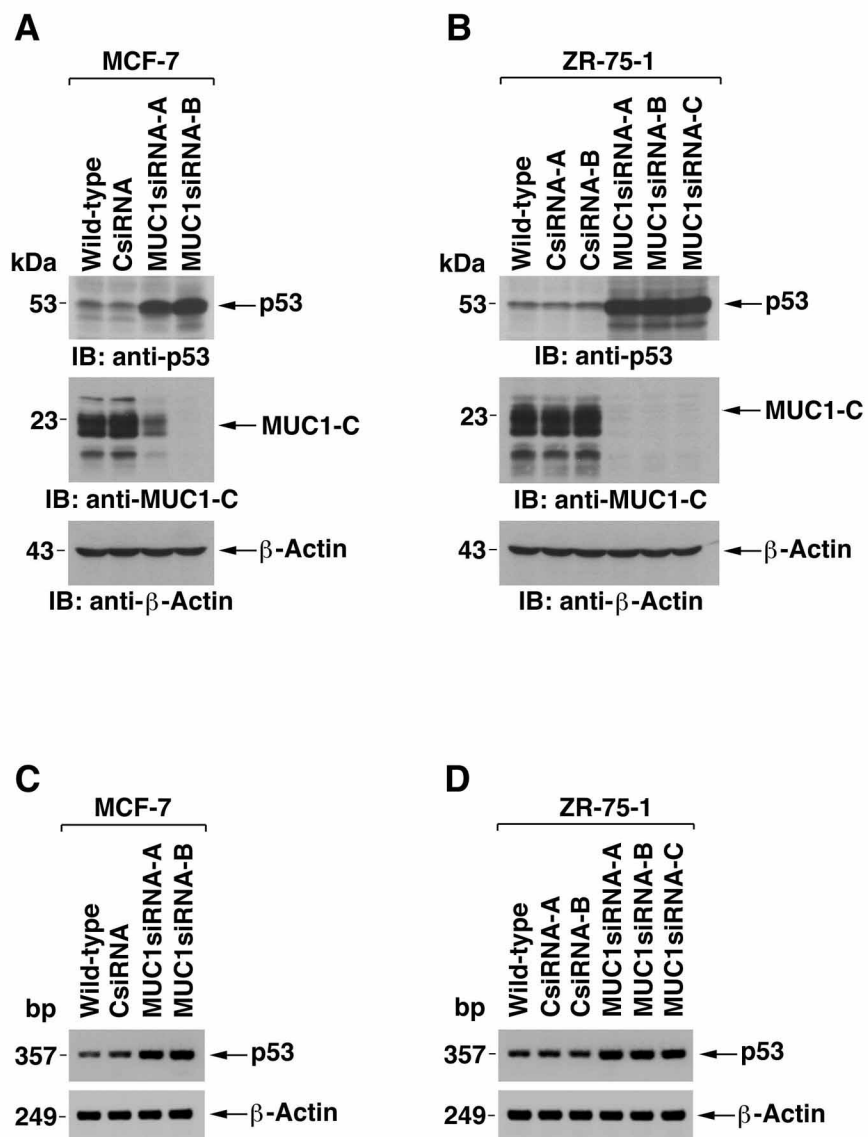 A
MCF-7
Wild-type
CsiRNA
MUC1siRNA-A
MUC1siRNA-B
kDa
53
p53
IB: anti-p53
23
MUC1-C
IB: anti-MUC1-C
43
β-Actin
IB: anti-β-Actin
B
ZR-75-1
Wild-type
CsiRNA-A
CsiRNA-B
MUC1siRNA-A
MUC1siRNA-B
MUC1siRNA-C
kDa
53
p53
IB: anti-p53
23
MUC1-C
IB: anti-MUC1-C
43
β-Actin
IB: anti-β-Actin
C
MCF-7
Wild-type
CsiRNA
MUC1siRNA-A
MUC1siRNA-B
bp
357
p53
249
β-Actin
D
ZR-75-1
Wild-type
CsiRNA-A
CsiRNA-B
MUC1siRNA-A
MUC1siRNA-B
MUC1siRNA-C
bp
357
p53
249
β-Actin